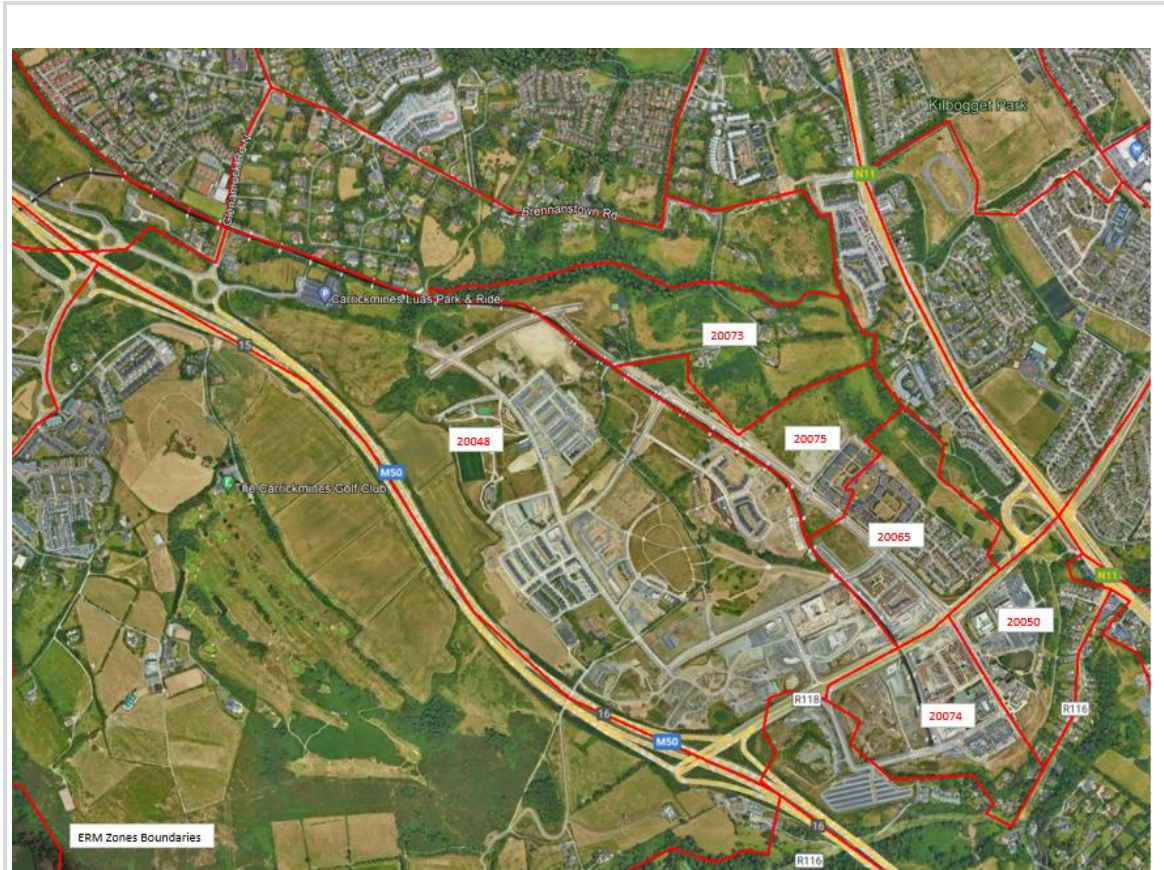 Kilbogget Park
N11
Glenamuck Rd N
Brennanstown Rd
Carrickmines Luas Park & Ride
15
20073
20048
20075
M50
The Carrickmines Golf Club
20065
N11
20050
R118
R116
16
20074
M50
16
ERM Zones Boundaries
R116